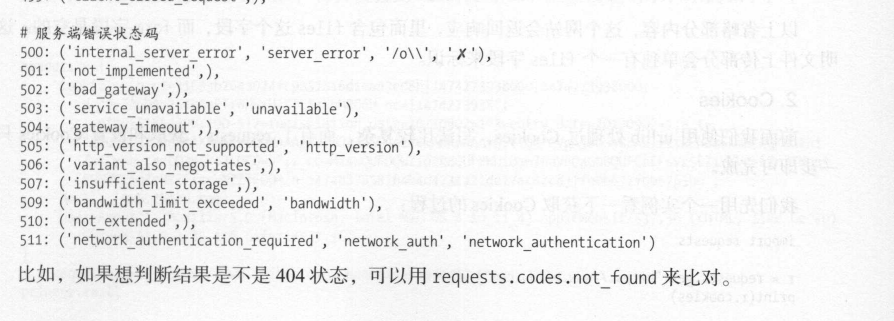 # 服务端错误状态码
500: ('internal_server_error', 'server_error', '/o\\', '✗'),
501: ('not_implemented',),
502: ('bad_gateway',),
503: ('service_unavailable', 'unavailable'),
504: ('gateway_timeout',),
505: ('http_version_not_supported', 'http_version'),
506: ('variant_also_negotiates',),
507: ('insufficient_storage',),
509: ('bandwidth_limit_exceeded', 'bandwidth'),
510: ('not_extended',),
511: ('network_authentication_required', 'network_auth', 'network_authentication')
比如，如果想判断结果是不是 404 状态，可以用 requests.codes.not_found 来比对。